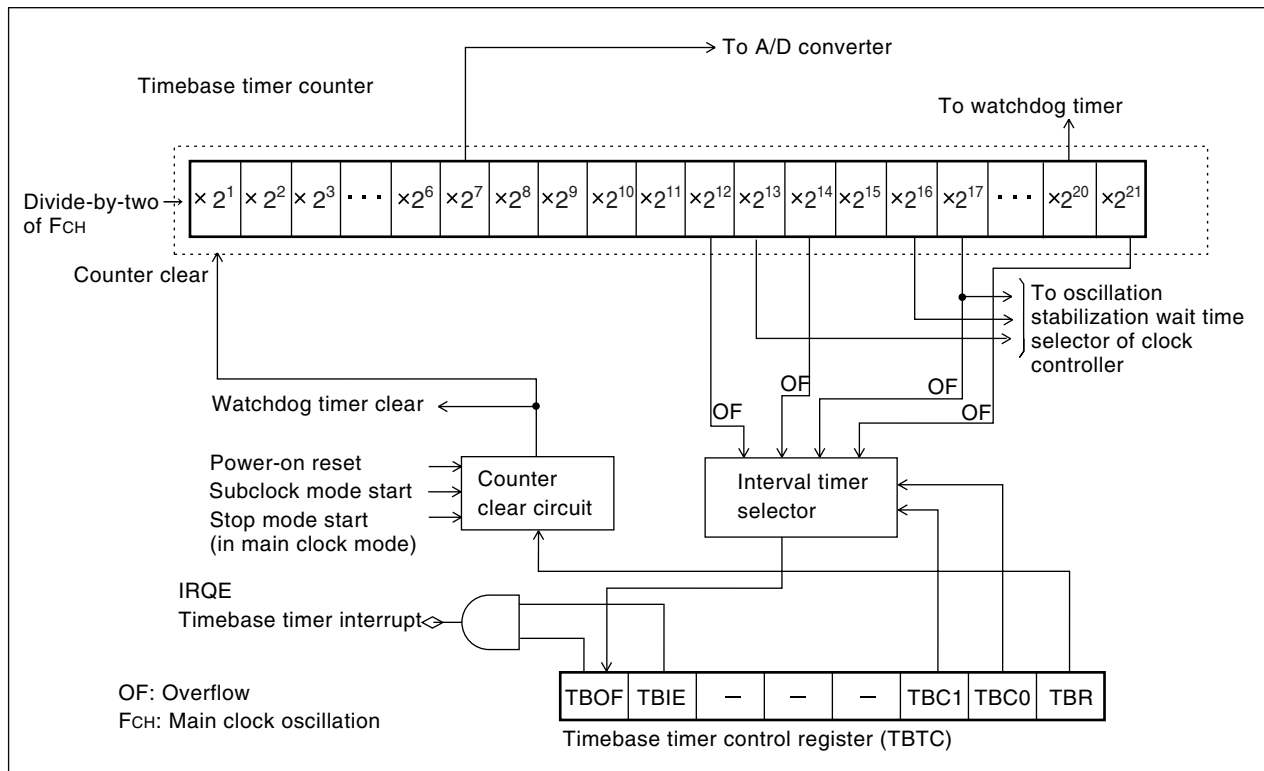 To A/D converter
Timebase timer counter
To watchdog timer
Divide-by-two
of FCH
× 2¹ × 2² × 2³ · · · ×2⁶ ×2⁷ ×2⁸ ×2⁹ ×2¹⁰ ×2¹¹ ×2¹² ×2¹³ ×2¹⁴ ×2¹⁵ ×2¹⁶ ×2¹⁷ · · · ×2²⁰ ×2²¹
Counter clear
To oscillation
stabilization wait time
selector of clock
controller
OF OF OF OF
Watchdog timer clear
Power-on reset
Subclock mode start
Stop mode start
(in main clock mode)
Counter
clear circuit
Interval timer
selector
IRQE
Timebase timer interrupt
TBOF TBIE — — — TBC1 TBC0 TBR
Timebase timer control register (TBTC)
OF: Overflow
FCH: Main clock oscillation